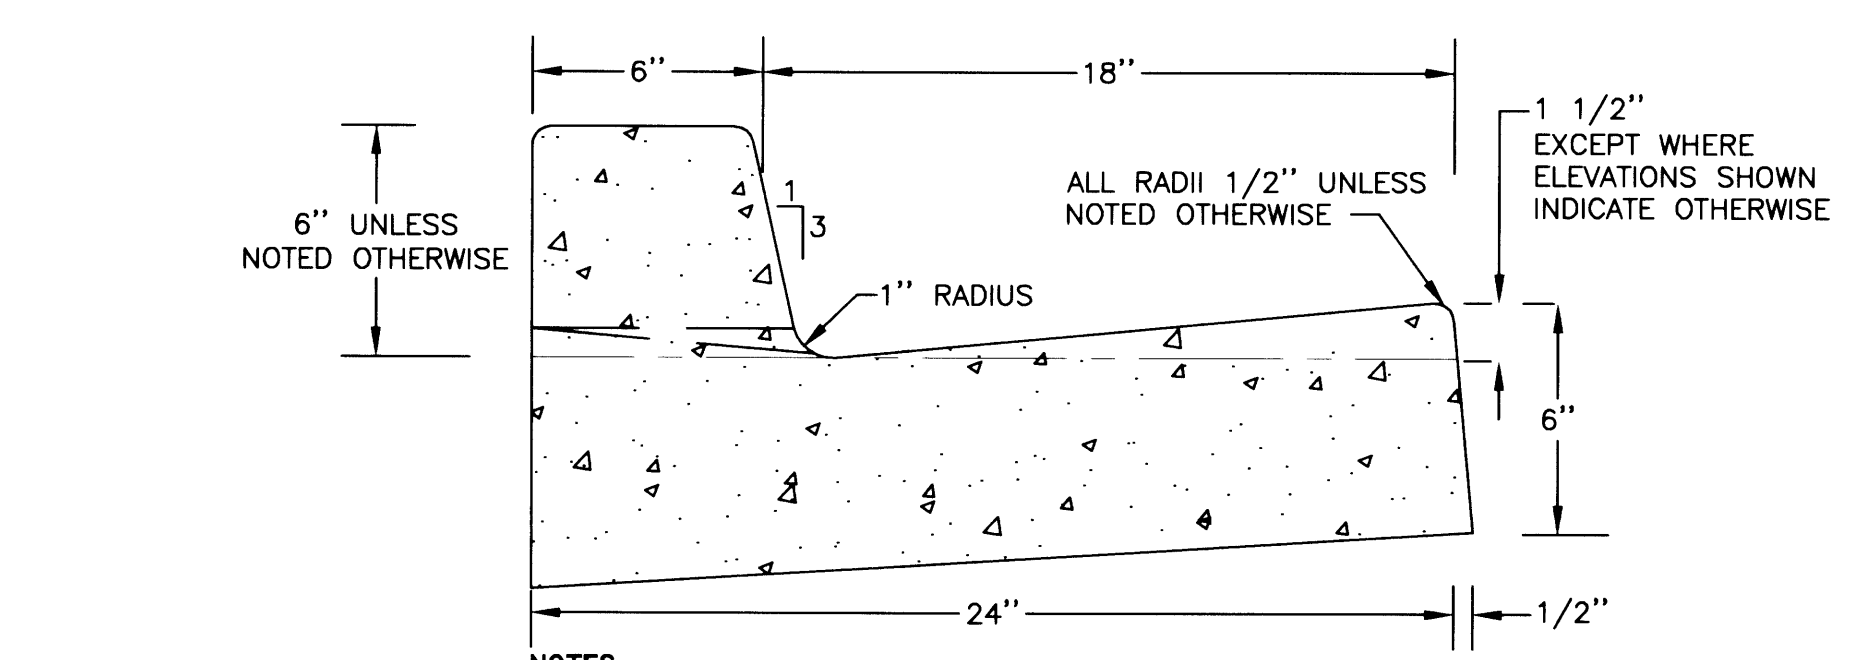 6"
18"
1 1/2"
EXCEPT WHERE
ELEVATIONS SHOWN
INDICATE OTHERWISE
ALL RADII 1/2" UNLESS
NOTED OTHERWISE
1
3
6" UNLESS
NOTED OTHERWISE
1" RADIUS
6"
24"
1/2"
NOTES